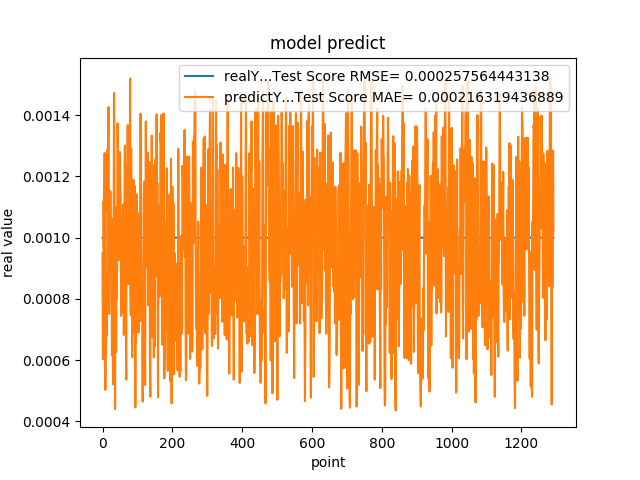 model predict
realY...Test Score RMSE= 0.000257564443138
predictY...Test Score MAE= 0.000216319436889
0.0014
0.0012
0.0010
0.0008
0.0006
0.0004
real value
0 200 400 600 800 1000 1200
point